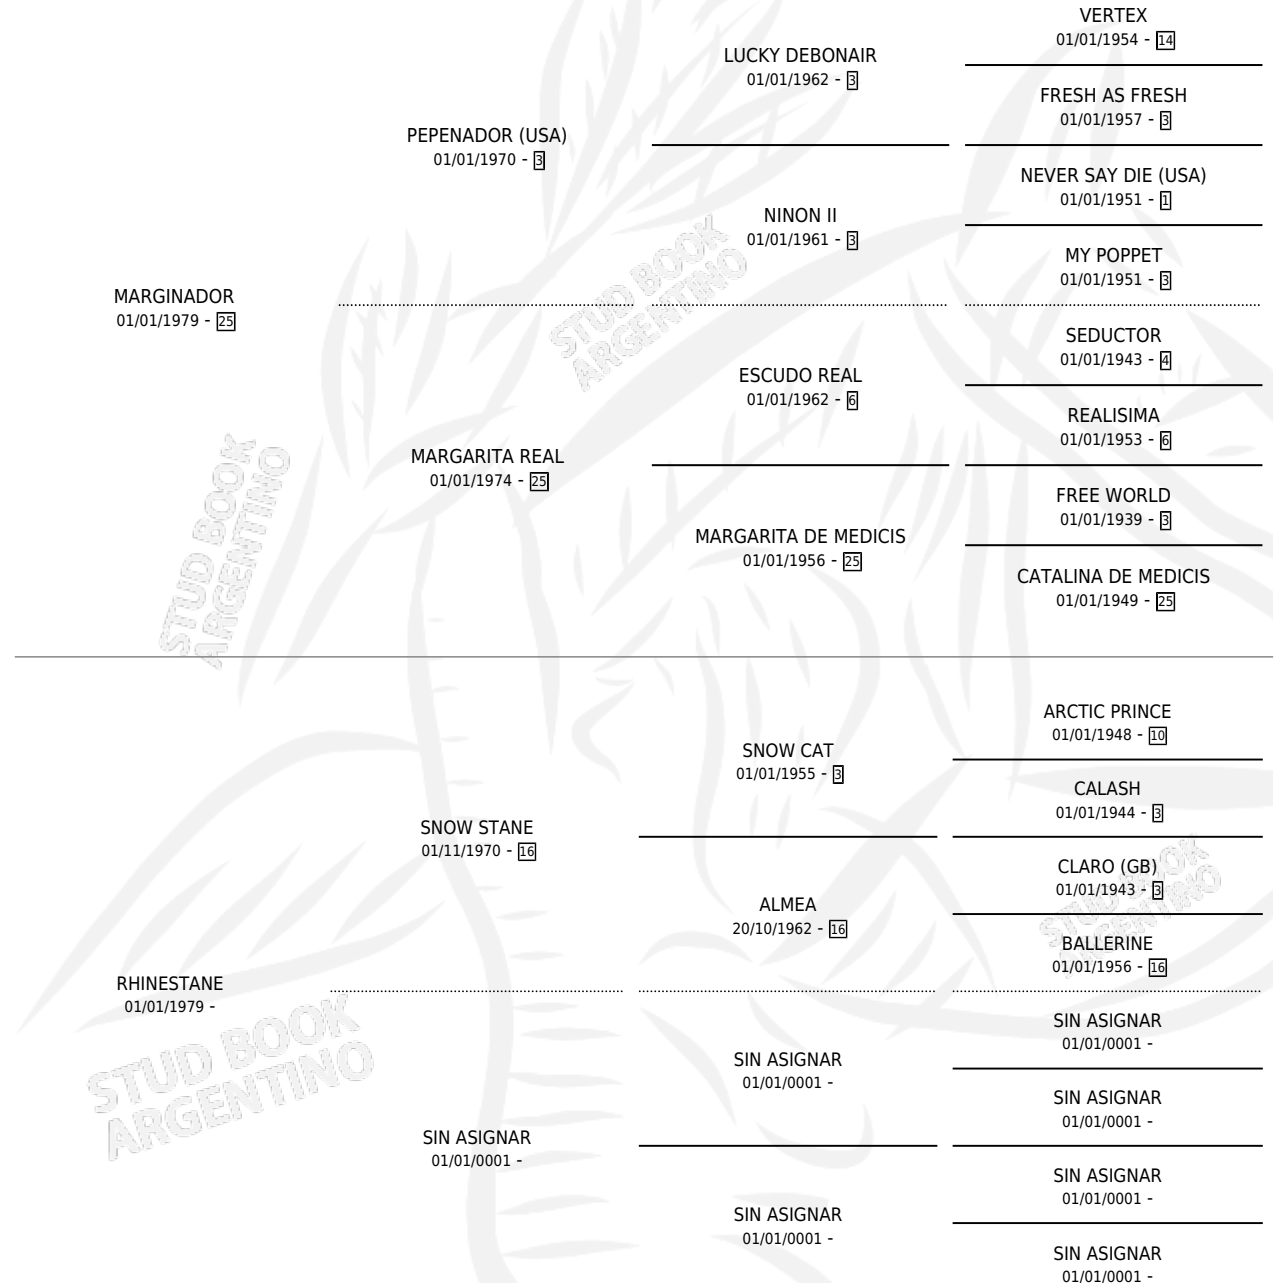 VERTEX
01/01/1954 - 14
LUCKY DEBONAIR
01/01/1962 - 3
FRESH AS FRESH
01/01/1957 - 3
PEPENADOR (USA)
01/01/1970 - 3
NEVER SAY DIE (USA)
01/01/1951 - 1
NINON II
01/01/1961 - 3
MY POPPET
01/01/1951 - 3
MARGINADOR
01/01/1979 - 25
STUD BOOK
ARGENTINO
SEDUCTOR
01/01/1943 - 4
ESCUDO REAL
01/01/1962 - 6
REALISIMA
01/01/1953 - 6
MARGARITA REAL
01/01/1974 - 25
FREE WORLD
01/01/1939 - 3
MARGARITA DE MEDICIS
01/01/1956 - 25
CATALINA DE MEDICIS
01/01/1949 - 25
STUD BOOK
ARGENTINO
ARCTIC PRINCE
01/01/1948 - 10
SNOW CAT
01/01/1955 - 3
CALASH
01/01/1944 - 3
SNOW STANE
01/11/1970 - 16
CLARO (GB)
01/01/1943 - 3
ALMEA
20/10/1962 - 16
STUD BOOK
ARGENTINO
BALLERINE
01/01/1956 - 16
RHINESTANE
01/01/1979 -
SIN ASIGNAR
01/01/0001 -
SIN ASIGNAR
01/01/0001 -
STUD BOOK
ARGENTINO
SIN ASIGNAR
01/01/0001 -
SIN ASIGNAR
01/01/0001 -
SIN ASIGNAR
01/01/0001 -
SIN ASIGNAR
01/01/0001 -
SIN ASIGNAR
01/01/0001 -